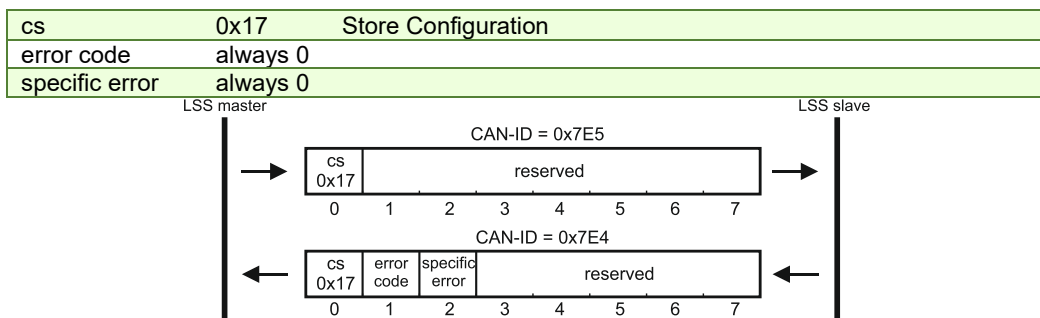 cs 0x17 Store Configuration
error code always 0
specific error always 0
LSS master LSS slave
CAN-ID = 0x7E5
cs
0x17 reserved
0 1 2 3 4 5 6 7
CAN-ID = 0x7E4
cs error specific
0x17 code error reserved
0 1 2 3 4 5 6 7